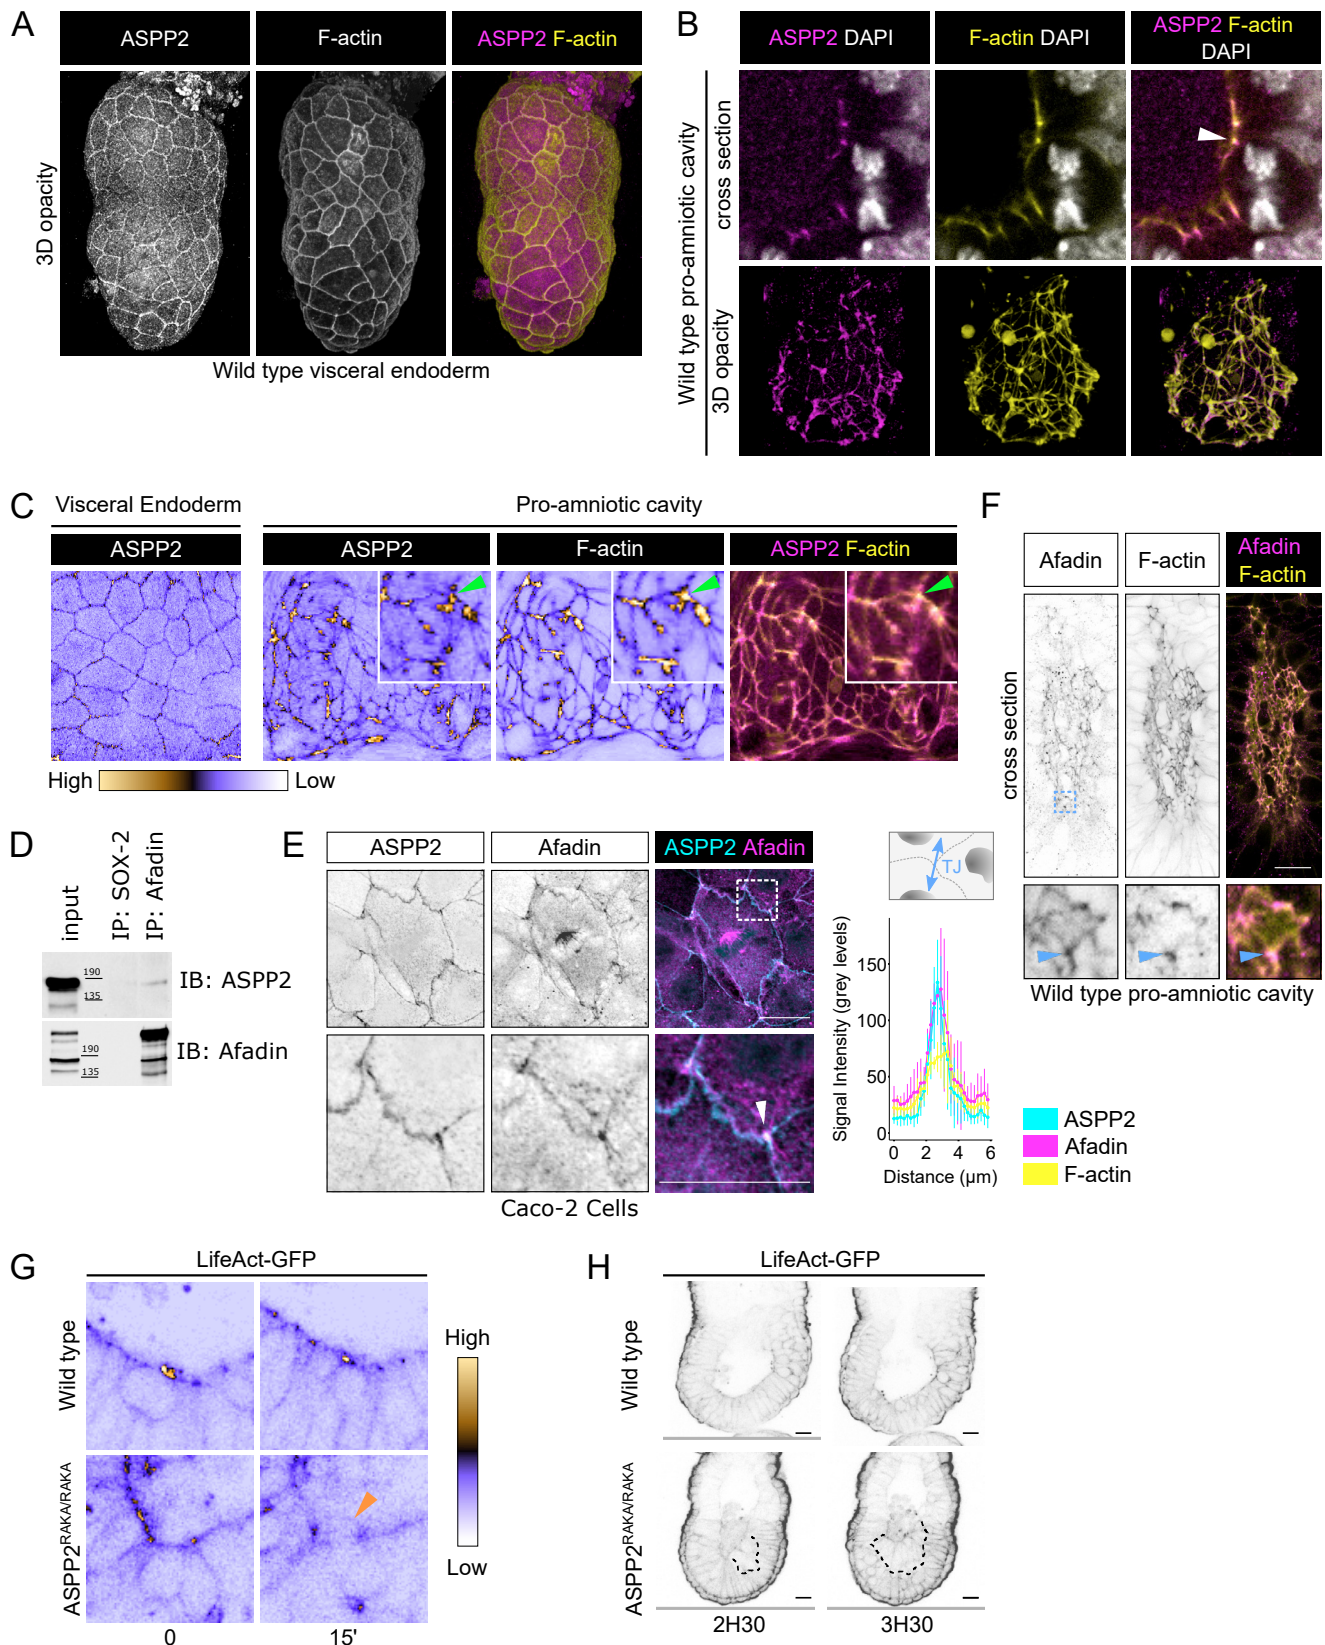 A
ASPP2
F-actin
ASPP2 F-actin
3D opacity
Wild type visceral endoderm
B
ASPP2 DAPI
F-actin DAPI
ASPP2 F-actin
DAPI
Wild type pro-amniotic cavity
cross section
3D opacity
C
Visceral Endoderm
Pro-amniotic cavity
ASPP2
ASPP2
F-actin
ASPP2 F-actin
High
Low
D
input
IP: SOX-2
IP: Afadin
190
135
IB: ASPP2
190
135
IB: Afadin
E
ASPP2
Afadin
ASPP2 Afadin
Caco-2 Cells
TJ
Signal Intensity (grey levels)
150
100
50
0
0 2 4 6
Distance (µm)
ASPP2
Afadin
F-actin
F
Afadin
F-actin
Afadin
F-actin
cross section
Wild type pro-amniotic cavity
G
LifeAct-GFP
Wild type
ASPP2RAKA/RAKA
0
15'
High
Low
H
LifeAct-GFP
Wild type
ASPP2RAKA/RAKA
2H30
3H30